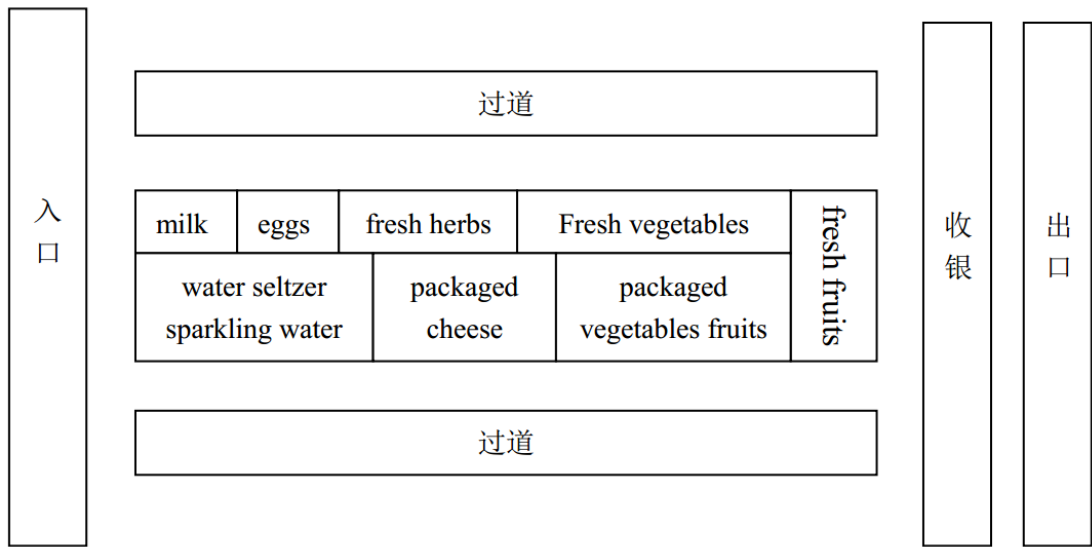 入口
过道
milk
eggs
fresh herbs
Fresh vegetables
fresh fruits
water seltzer
sparkling water
packaged
cheese
packaged
vegetables fruits
过道
收银
出口